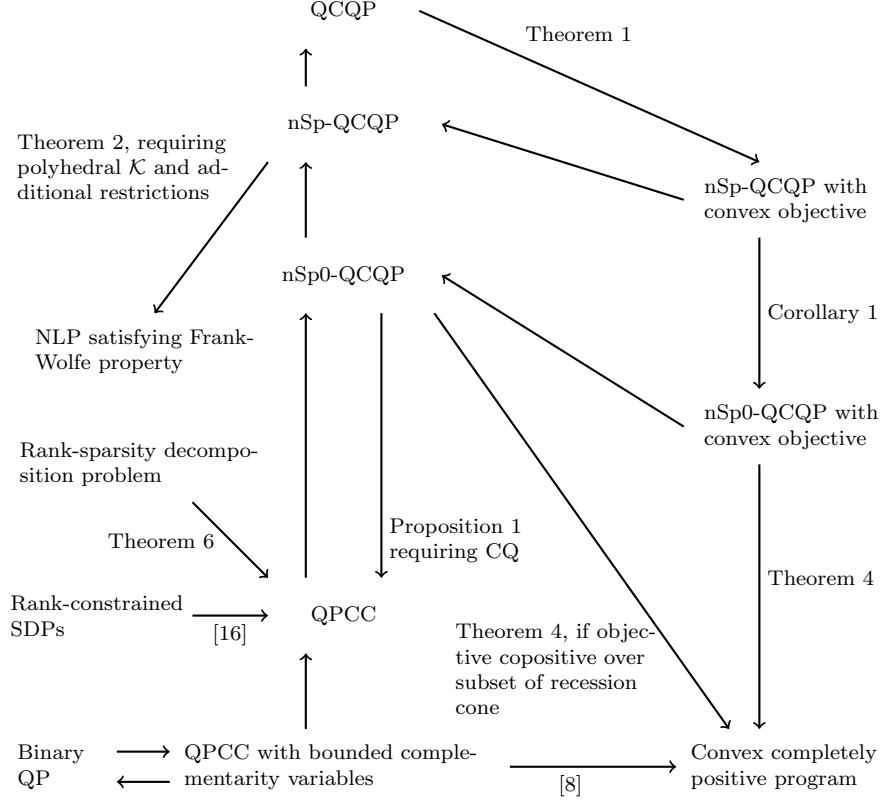 QCQP
Theorem 1
nSp-QCQP
Theorem 2, requiring
polyhedral 𝒦 and ad-
ditional restrictions
nSp-QCQP with
convex objective
nSp0-QCQP
Corollary 1
NLP satisfying Frank-
Wolfe property
nSp0-QCQP with
convex objective
Rank-sparsity decompo-
sition problem
Theorem 6
Proposition 1
requiring CQ
Theorem 4
Rank-constrained
SDPs
[16]
QPCC
Theorem 4, if objec-
tive copositive over
subset of recession
cone
Binary
QP
QPCC with bounded comple-
mentarity variables
[8]
Convex completely
positive program